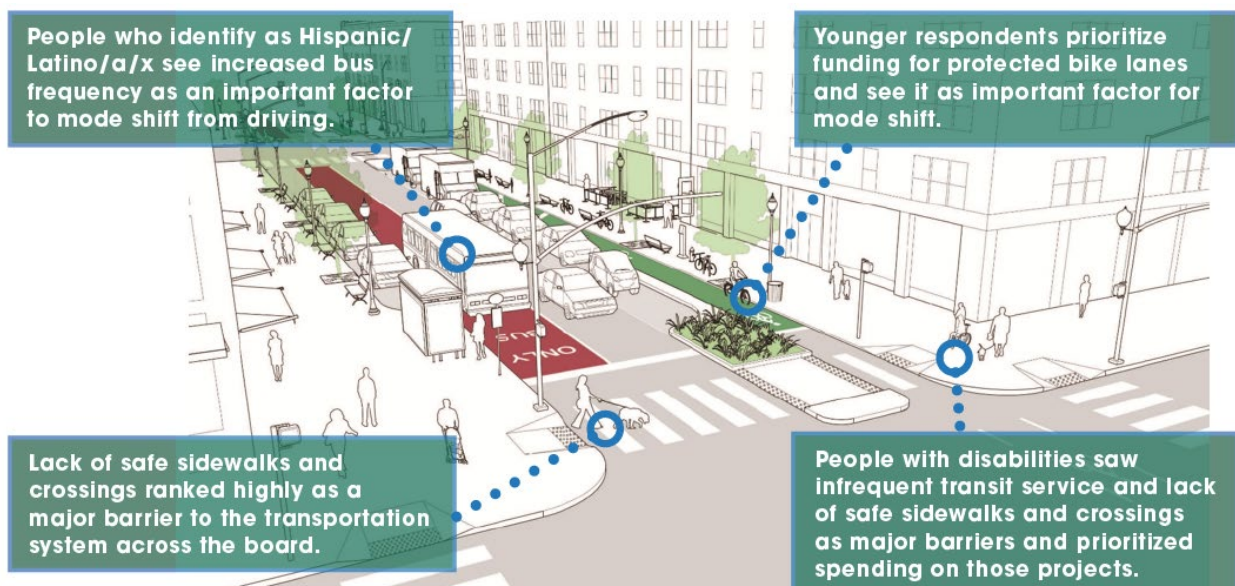 People who identify as Hispanic/
Latino/a/x see increased bus
frequency as an important factor
to mode shift from driving.
Younger respondents prioritize
funding for protected bike lanes
and see it as important factor for
mode shift.
ONLY
BUS
Lack of safe sidewalks and
crossings ranked highly as a
major barrier to the transportation
system across the board.
People with disabilities saw
infrequent transit service and lack
of safe sidewalks and crossings
as major barriers and prioritized
spending on those projects.